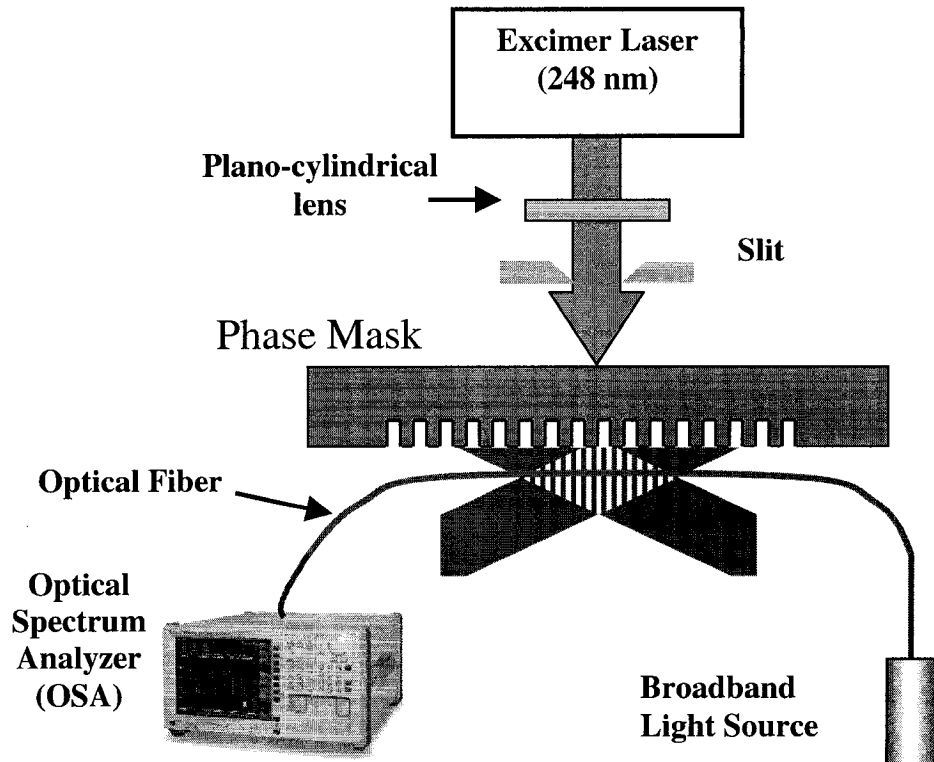 Excimer Laser
(248 nm)
Plano-cylindrical
lens
Slit
Phase Mask
Optical Fiber
Optical
Spectrum
Analyzer
(OSA)
Broadband
Light Source